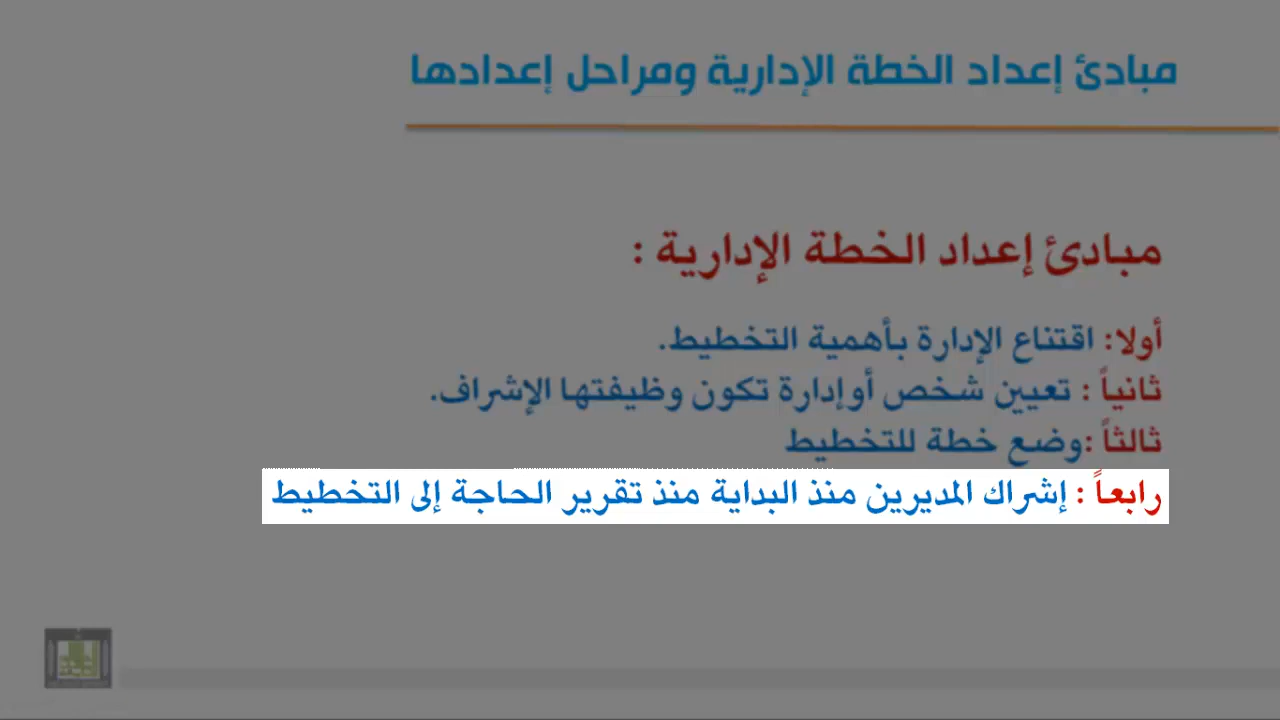 مبادئ إعداد الخطة الإدارية ومراحل إعدادها
مبادئ إعداد الخطة الإدارية :
أولا: اقتناع الإدارة بأهمية التخطيط.
ثانياً : تعيين شخص أوإدارة تكون وظيفتها الإشراف.
ثالثاً :وضع خطة للتخطيط
رابعاً : إشراك المديرين منذ البداية منذ تقرير الحاجة إلى التخطيط